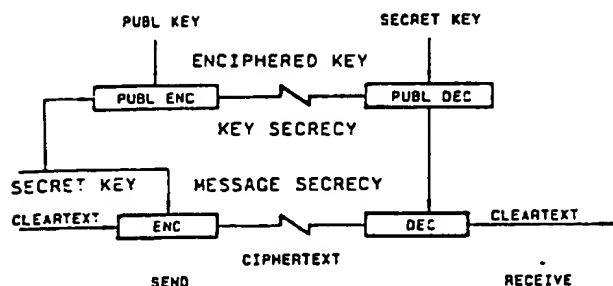 PUBL KEY SECRET KEY
ENCIPHERED KEY
PUBL ENC PUBL DEC
KEY SECRECY
SECRET KEY MESSAGE SECRECY
CLEARTEXT ENC DEC CLEARTEXT
CIPHERTEXT
SEND RECEIVE